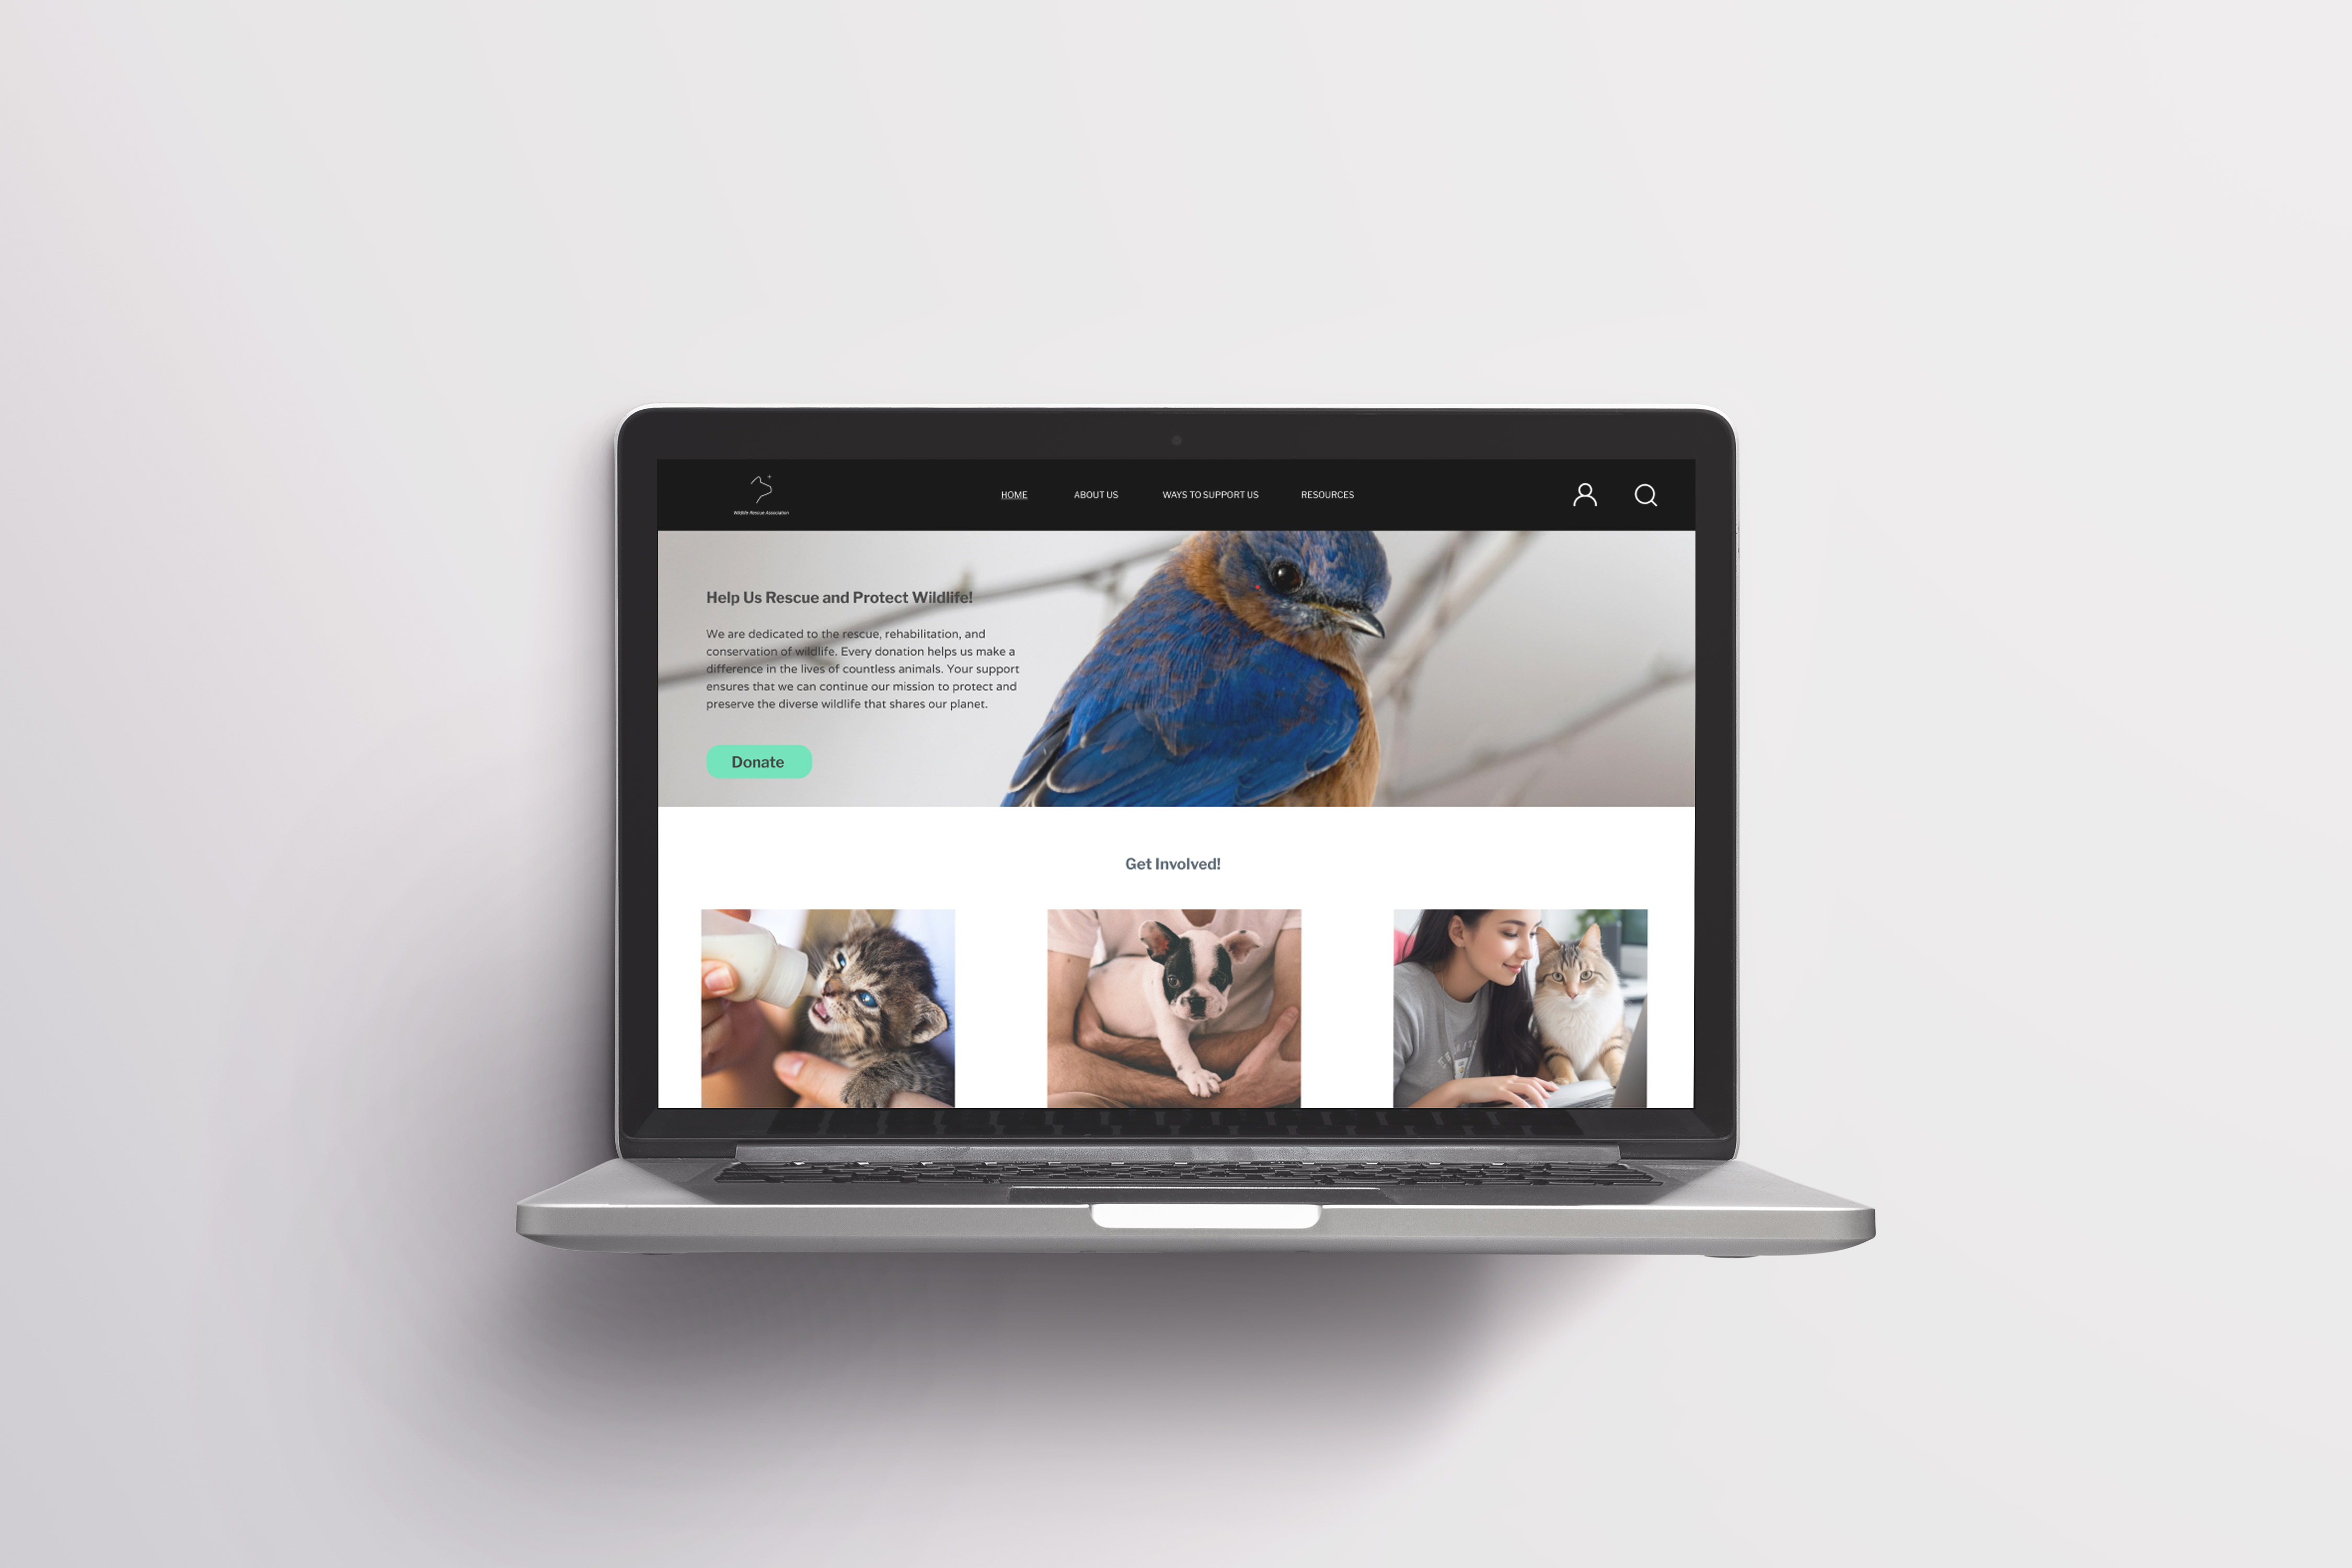 Wildlife Rescue Association
HOME
ABOUT US
WAYS TO SUPPORT US
RESOURCES
Help Us Rescue and Protect Wildlife!
We are dedicated to the rescue, rehabilitation, and
conservation of wildlife. Every donation helps us make a
difference in the lives of countless animals. Your support
ensures that we can continue our mission to protect and
preserve the diverse wildlife that shares our planet.
Donate
Get Involved!